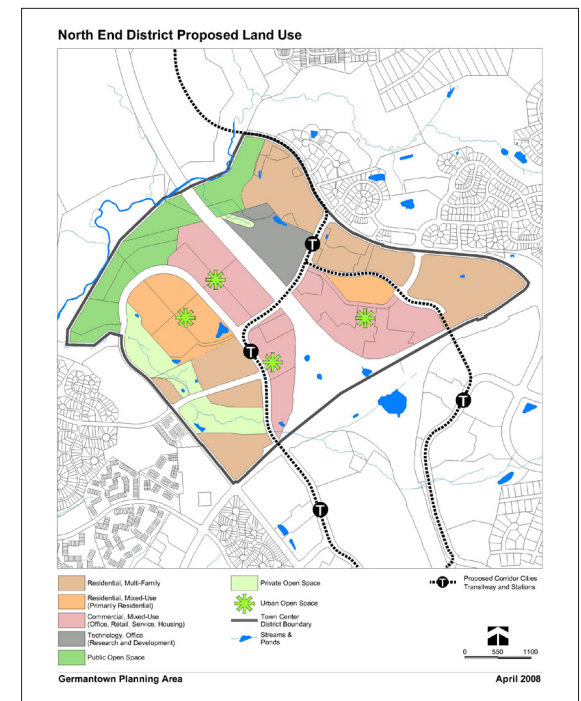 North End District Proposed Land Use
T
T
T
T
Residential, Multi-Family
Residential, Mixed-Use
(Primarily Residential)
Commercial, Mixed-Use
(Office, Retail, Service, Housing)
Technology, Office
(Research and Development)
Public Open Space
Private Open Space
Urban Open Space
Town Center
District Boundary
Streams &
Ponds
T
Proposed Corridor Cities
Transitway and Stations
0 550 1100
Germantown Planning Area
April 2008